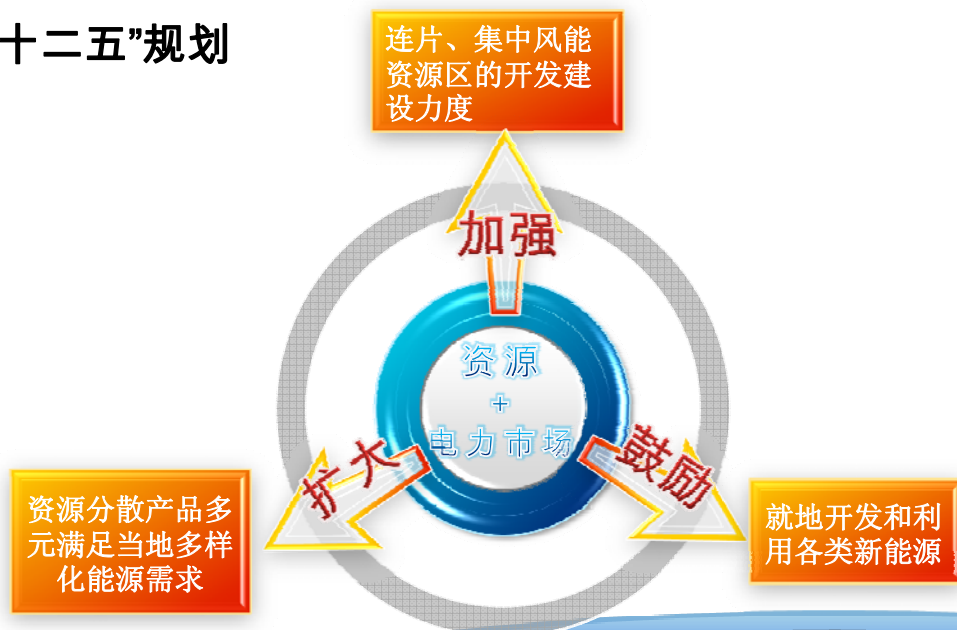 十二五”规划
连片、集中风能
资源区的开发建
设力度
加强
资源
+
电力市场
扩大
鼓励
资源分散产品多
元满足当地多样
化能源需求
就地开发和利
用各类新能源